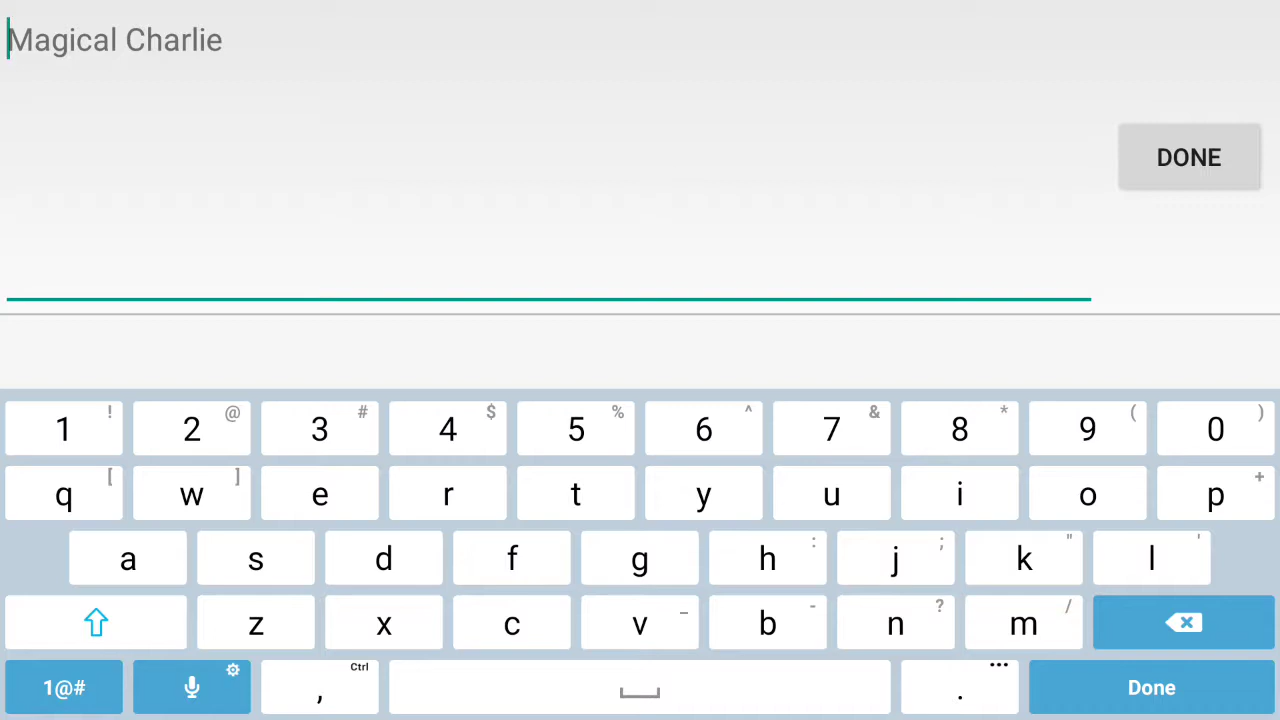 Magical Charlie
DONE
1 ! 2 @ 3 # 4 $ 5 % 6 ^ 7 & 8 * 9 ( 0 )
q [ w ] e r t y u i o p +
a s d f g h : j ; k " l '
z x c v _ b - n ? m /
1@# , Ctrl . ... Done